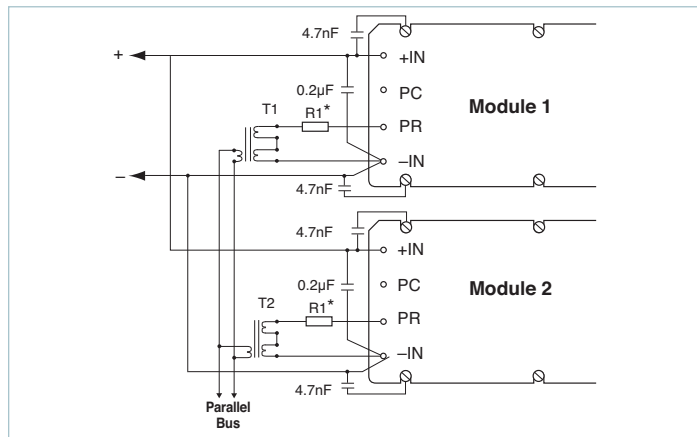 4.7nF
+
+IN
0.2µF
PC
Module 1
T1
R1*
PR
–IN
–
4.7nF
4.7nF
+IN
0.2µF
PC
Module 2
T2
R1*
PR
–IN
4.7nF
Parallel
Bus